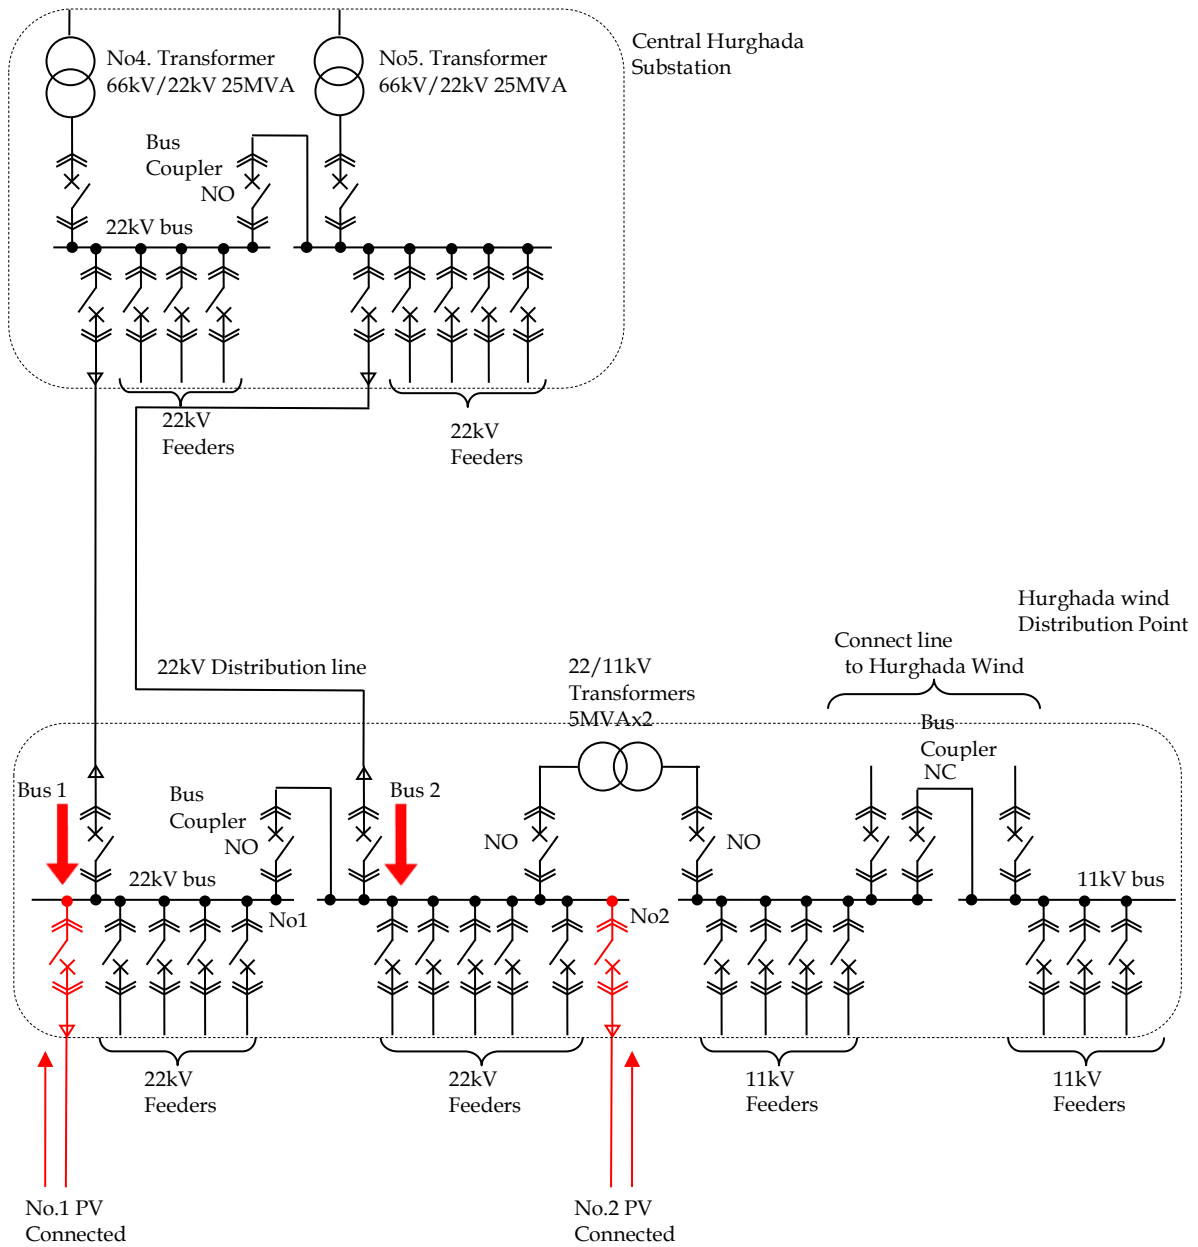 Central Hurghada
Substation
No4. Transformer
66kV/22kV 25MVA
No5. Transformer
66kV/22kV 25MVA
Bus
Coupler
NO
22kV bus
22kV
Feeders
22kV
Feeders
Hurghada wind
Distribution Point
Connect line
to Hurghada Wind
22kV Distribution line
22/11kV
Transformers
5MVAx2
Bus
Coupler
NC
Bus 1
Bus
Coupler
NO
Bus 2
NO
NO
22kV bus
No1
No2
11kV bus
22kV
Feeders
22kV
Feeders
11kV
Feeders
11kV
Feeders
No.1 PV
Connected
No.2 PV
Connected